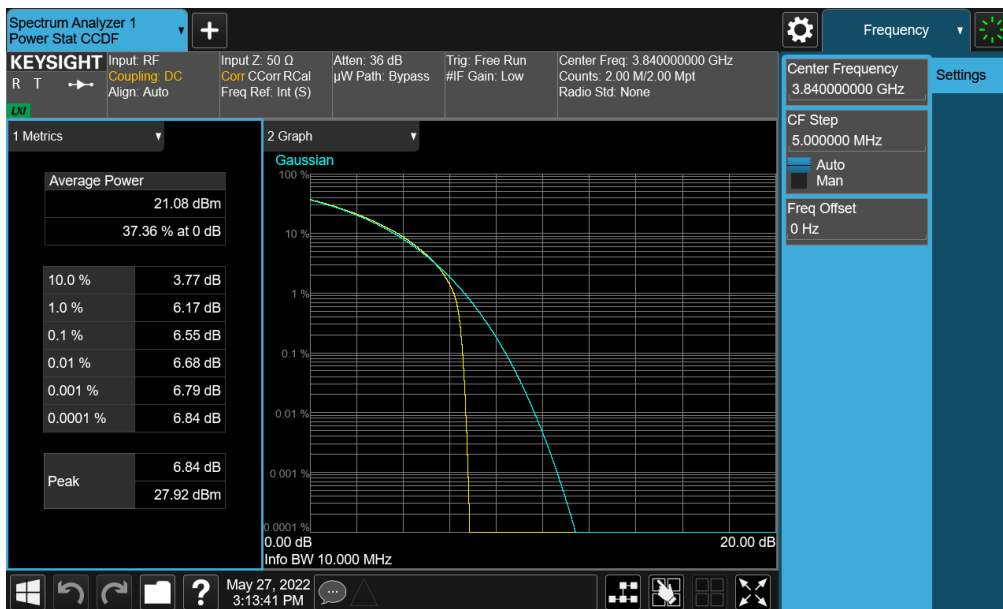 Spectrum Analyzer 1
Power Stat CCDF
Frequency
KEYSIGHT
R T
LXI
Input: RF
Coupling: DC
Align: Auto
Input Z: 50 Ω
Corr CCorr RCal
Freq Ref: Int (S)
Atten: 36 dB
µW Path: Bypass
Trig: Free Run
#IF Gain: Low
Center Freq: 3.840000000 GHz
Counts: 2.00 M/2.00 Mpt
Radio Std: None
Center Frequency
3.840000000 GHz
Settings
CF Step
5.000000 MHz
Auto
Man
Freq Offset
0 Hz
1 Metrics
Average Power
21.08 dBm
37.36 % at 0 dB
10.0 % 3.77 dB
1.0 % 6.17 dB
0.1 % 6.55 dB
0.01 % 6.68 dB
0.001 % 6.79 dB
0.0001 % 6.84 dB
Peak
6.84 dB
27.92 dBm
2 Graph
Gaussian
100 %
10 %
1 %
0.1 %
0.01 %
0.001 %
0.0001 %
0.00 dB 20.00 dB
Info BW 10.000 MHz
?
May 27, 2022
3:13:41 PM